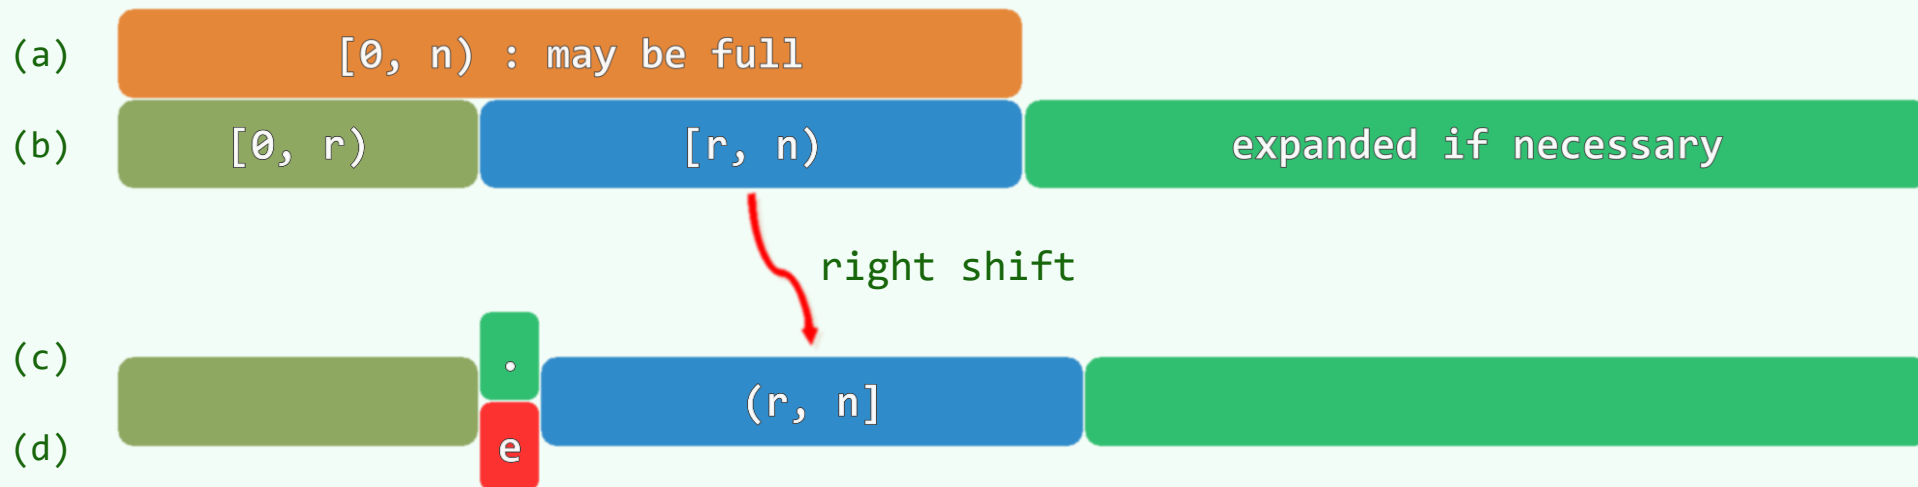 (a) [0, n) : may be full
(b) [0, r) [r, n) expanded if necessary
right shift
(c) .
(r, n]
(d) e